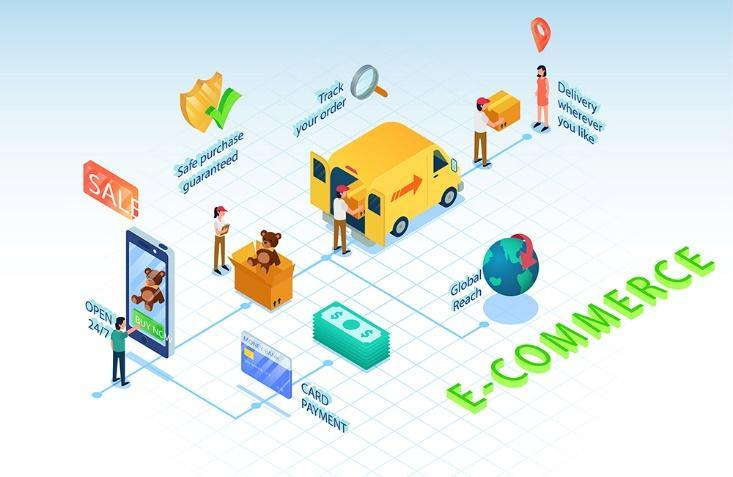 Track
your order
Delivery
wherever
you like
Safe purchase
guaranteed
SALE
OPEN
24/7
BUY NOW
Global
Reach
E-COMMERCE
CARD
PAYMENT